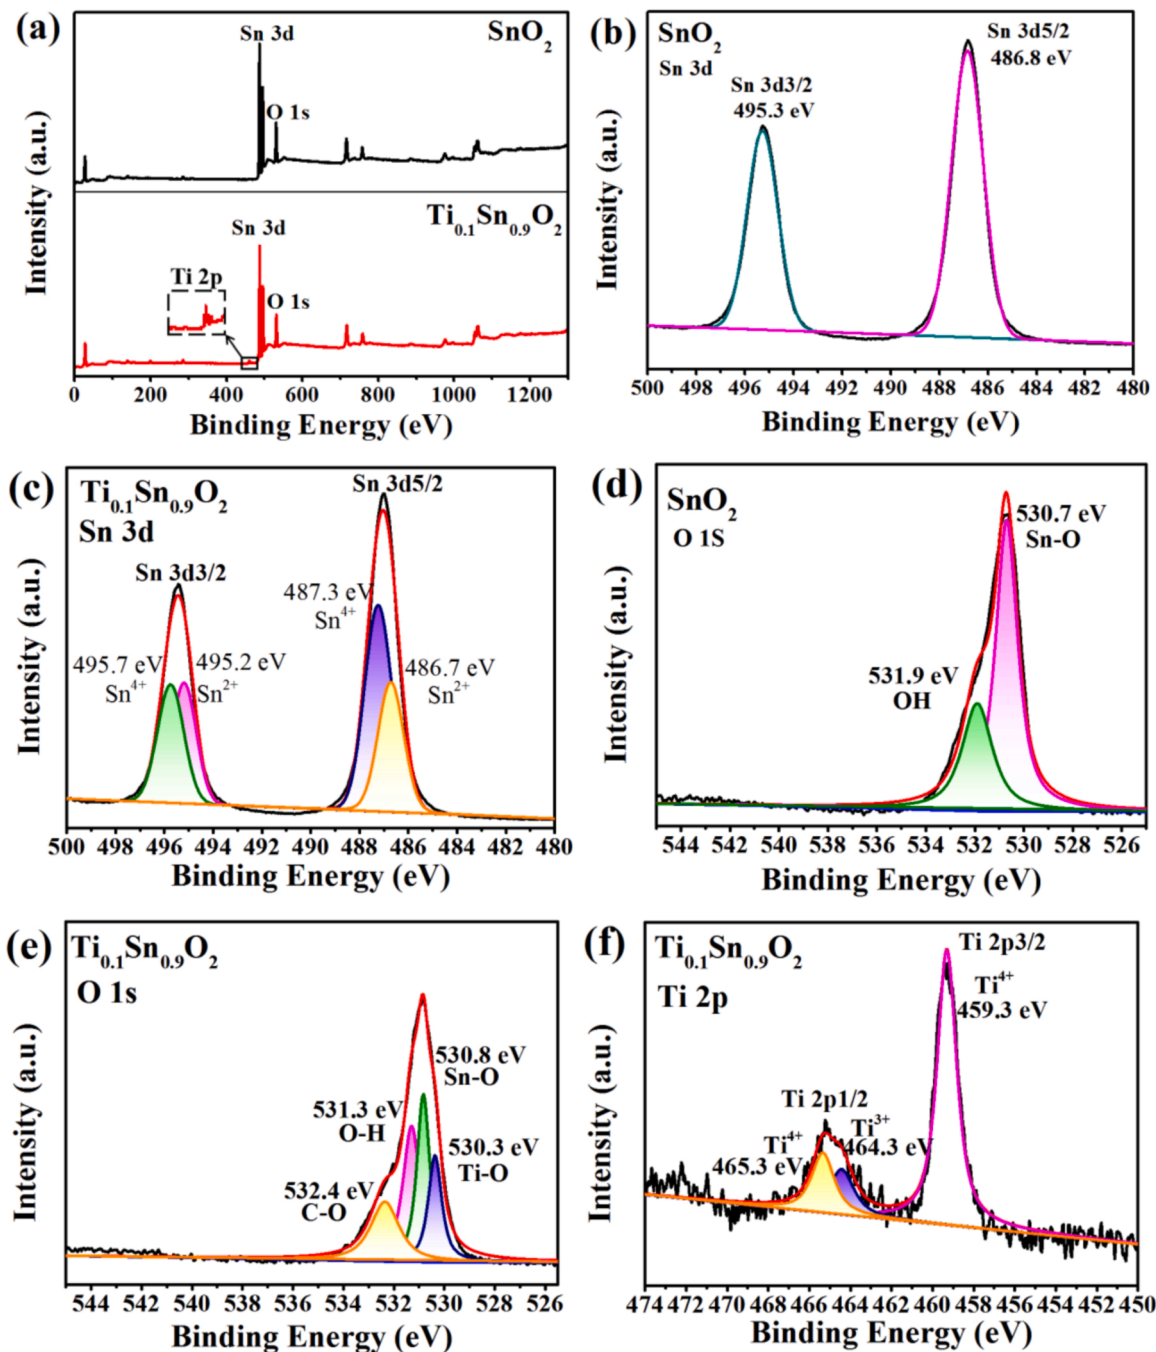 (a)
Sn 3d
SnO₂
O 1s
Ti₀.₁Sn₀.₉O₂
Sn 3d
Ti 2p
O 1s
Intensity (a.u.)
0 200 400 600 800 1000 1200
Binding Energy (eV)
(b)
SnO₂
Sn 3d
Sn 3d5/2
486.8 eV
Sn 3d3/2
495.3 eV
Intensity (a.u.)
500 498 496 494 492 490 488 486 484 482 480
Binding Energy (eV)
(c)
Ti₀.₁Sn₀.₉O₂
Sn 3d
Sn 3d5/2
Sn 3d3/2
487.3 eV
Sn⁴⁺
495.7 eV
Sn⁴⁺
495.2 eV
Sn²⁺
486.7 eV
Sn²⁺
Intensity (a.u.)
500 498 496 494 492 490 488 486 484 482 480
Binding Energy (eV)
(d)
SnO₂
O 1S
530.7 eV
Sn-O
531.9 eV
OH
Intensity (a.u.)
544 542 540 538 536 534 532 530 528 526
Binding Energy (eV)
(e)
Ti₀.₁Sn₀.₉O₂
O 1s
530.8 eV
Sn-O
531.3 eV
O-H
530.3 eV
Ti-O
532.4 eV
C-O
Intensity (a.u.)
544 542 540 538 536 534 532 530 528 526
Binding Energy (eV)
(f)
Ti₀.₁Sn₀.₉O₂
Ti 2p
Ti 2p3/2
Ti⁴⁺
459.3 eV
Ti 2p1/2
Ti³⁺
464.3 eV
Ti⁴⁺
465.3 eV
Intensity (a.u.)
474 472 470 468 466 464 462 460 458 456 454 452 450
Binding Energy (eV)